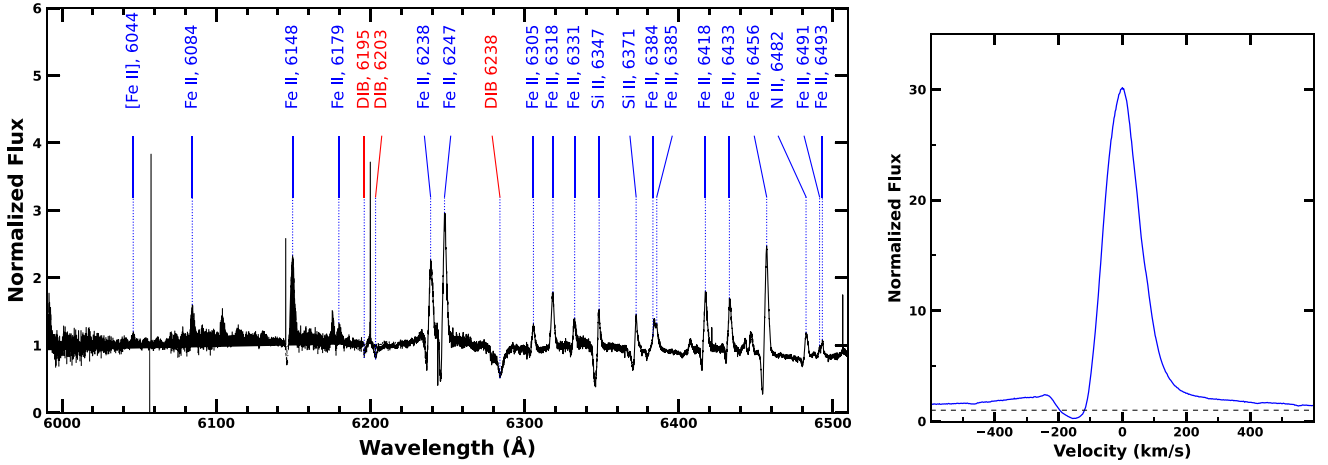 6
5
4
3
2
1
0
Normalized Flux
[Fe II], 6044
Fe II, 6084
Fe II, 6148
Fe II, 6179
DIB, 6195
DIB, 6203
Fe II, 6238
Fe II, 6247
DIB 6238
Fe II, 6305
Fe II, 6318
Fe II, 6331
Si II, 6347
Si II, 6371
Fe II, 6384
Fe II, 6385
Fe II, 6418
Fe II, 6433
Fe II, 6456
N II, 6482
Fe II, 6491
Fe II, 6493
6000
6100
6200
6300
6400
6500
Wavelength (Å)
30
20
10
0
Normalized Flux
−400
−200
0
200
400
Velocity (km/s)